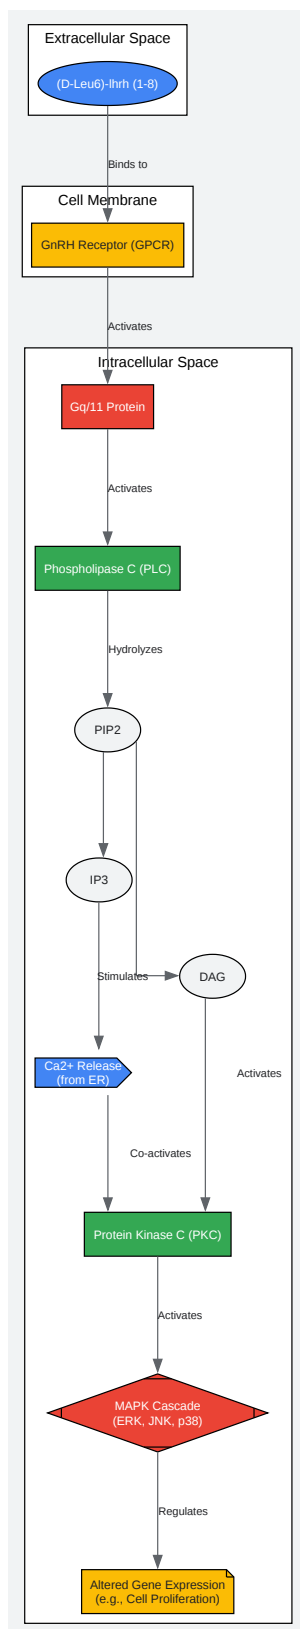 Extracellular Space
(D-Leu6)-lhrh (1-8)
Binds to
Cell Membrane
GnRH Receptor (GPCR)
Activates
Intracellular Space
Gq/11 Protein
Activates
Phospholipase C (PLC)
Hydrolyzes
PIP2
IP3
Stimulates
DAG
Ca2+ Release
(from ER)
Activates
Co-activates
Protein Kinase C (PKC)
Activates
MAPK Cascade
(ERK, JNK, p38)
Regulates
Altered Gene Expression
(e.g., Cell Proliferation)